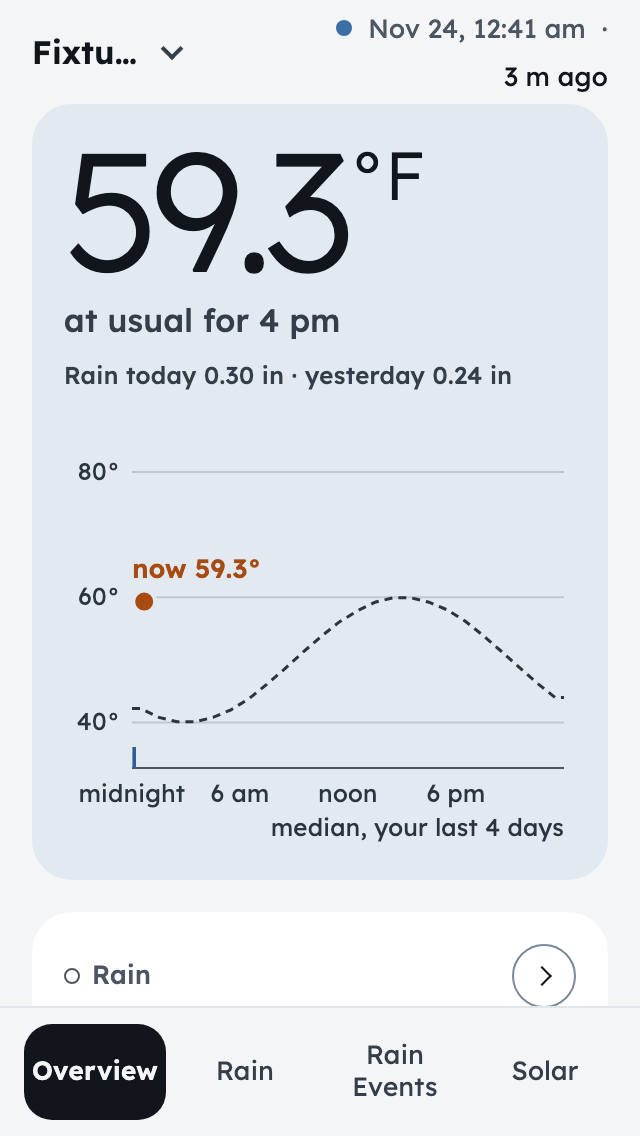 Fixtu...
Nov 24, 12:41 am ·
3 m ago
59.3°F
at usual for 4 pm
Rain today 0.30 in · yesterday 0.24 in
80°
now 59.3°
60°
40°
midnight 6 am noon 6 pm
median, your last 4 days
Rain
Overview
Rain
Rain
Events
Solar